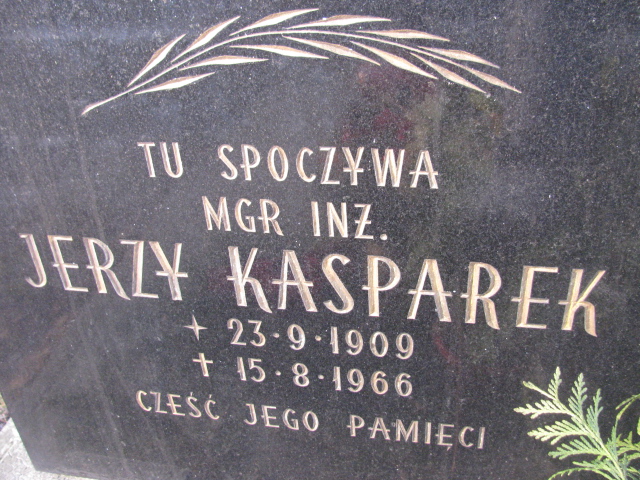 TU SPOCZYWA
MGR INŻ.
JERZY KASPAREK
23·9·1909
✝ 15·8·1966
CZEŚĆ JEGO PAMIĘCI